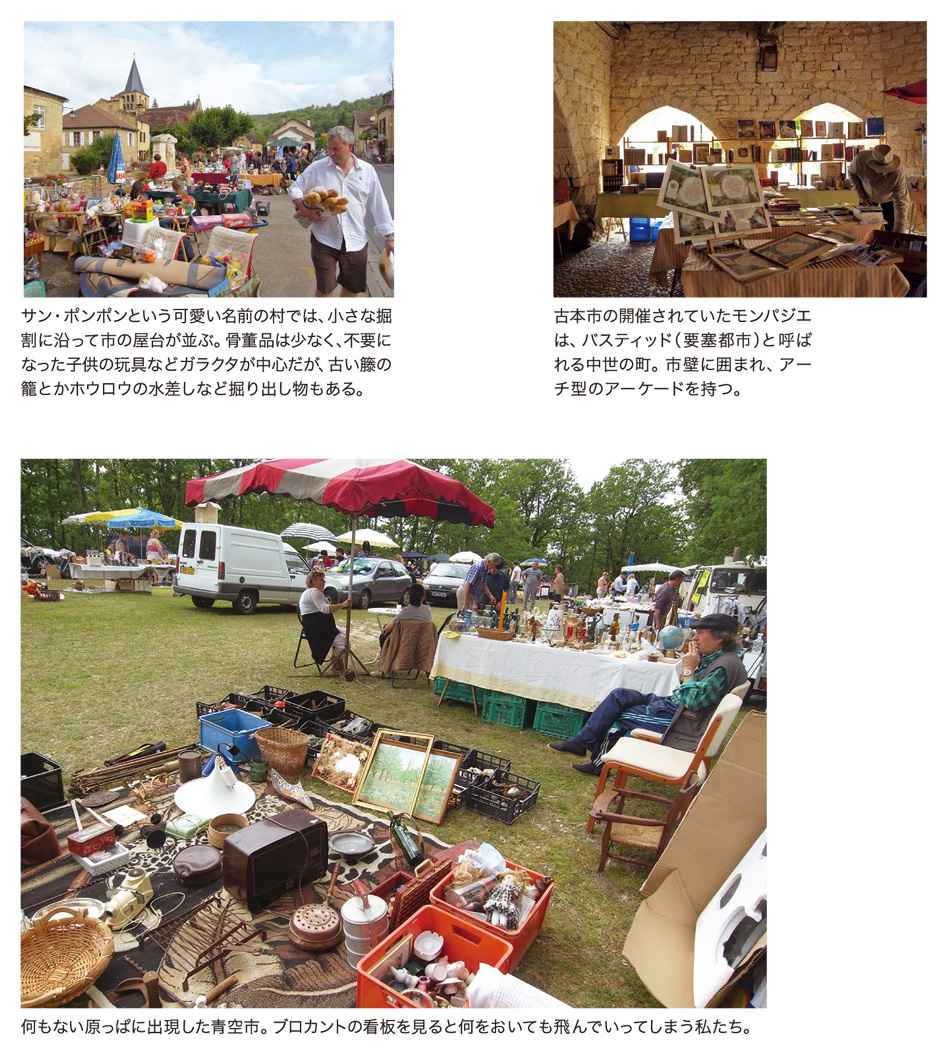 サン・ポンポンという可愛い名前の村では、小さな掘
割に沿って市の屋台が並ぶ。骨董品は少なく、不要に
なった子供の玩具などガラクタが中心だが、古い籐の
籠とかホウロウの水差しなど掘り出し物もある。
古本市の開催されていたモンパジエ
は、バスティッド（要塞都市）と呼ば
れる中世の町。市壁に囲まれ、アー
チ型のアーケードを持つ。
何もない原っぱに出現した青空市。ブロカントの看板を見ると何をおいても飛んでいってしまう私たち。